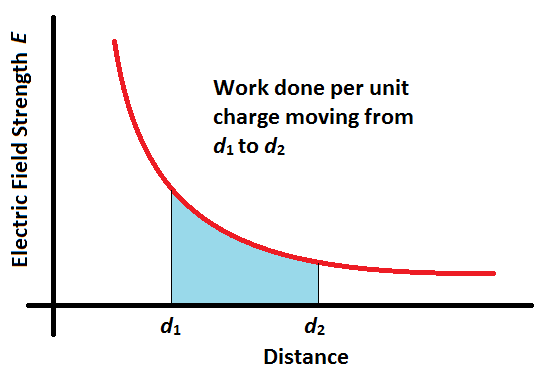 Electric Field Strength E
Work done per unit
charge moving from
d1 to d2
d1
d2
Distance